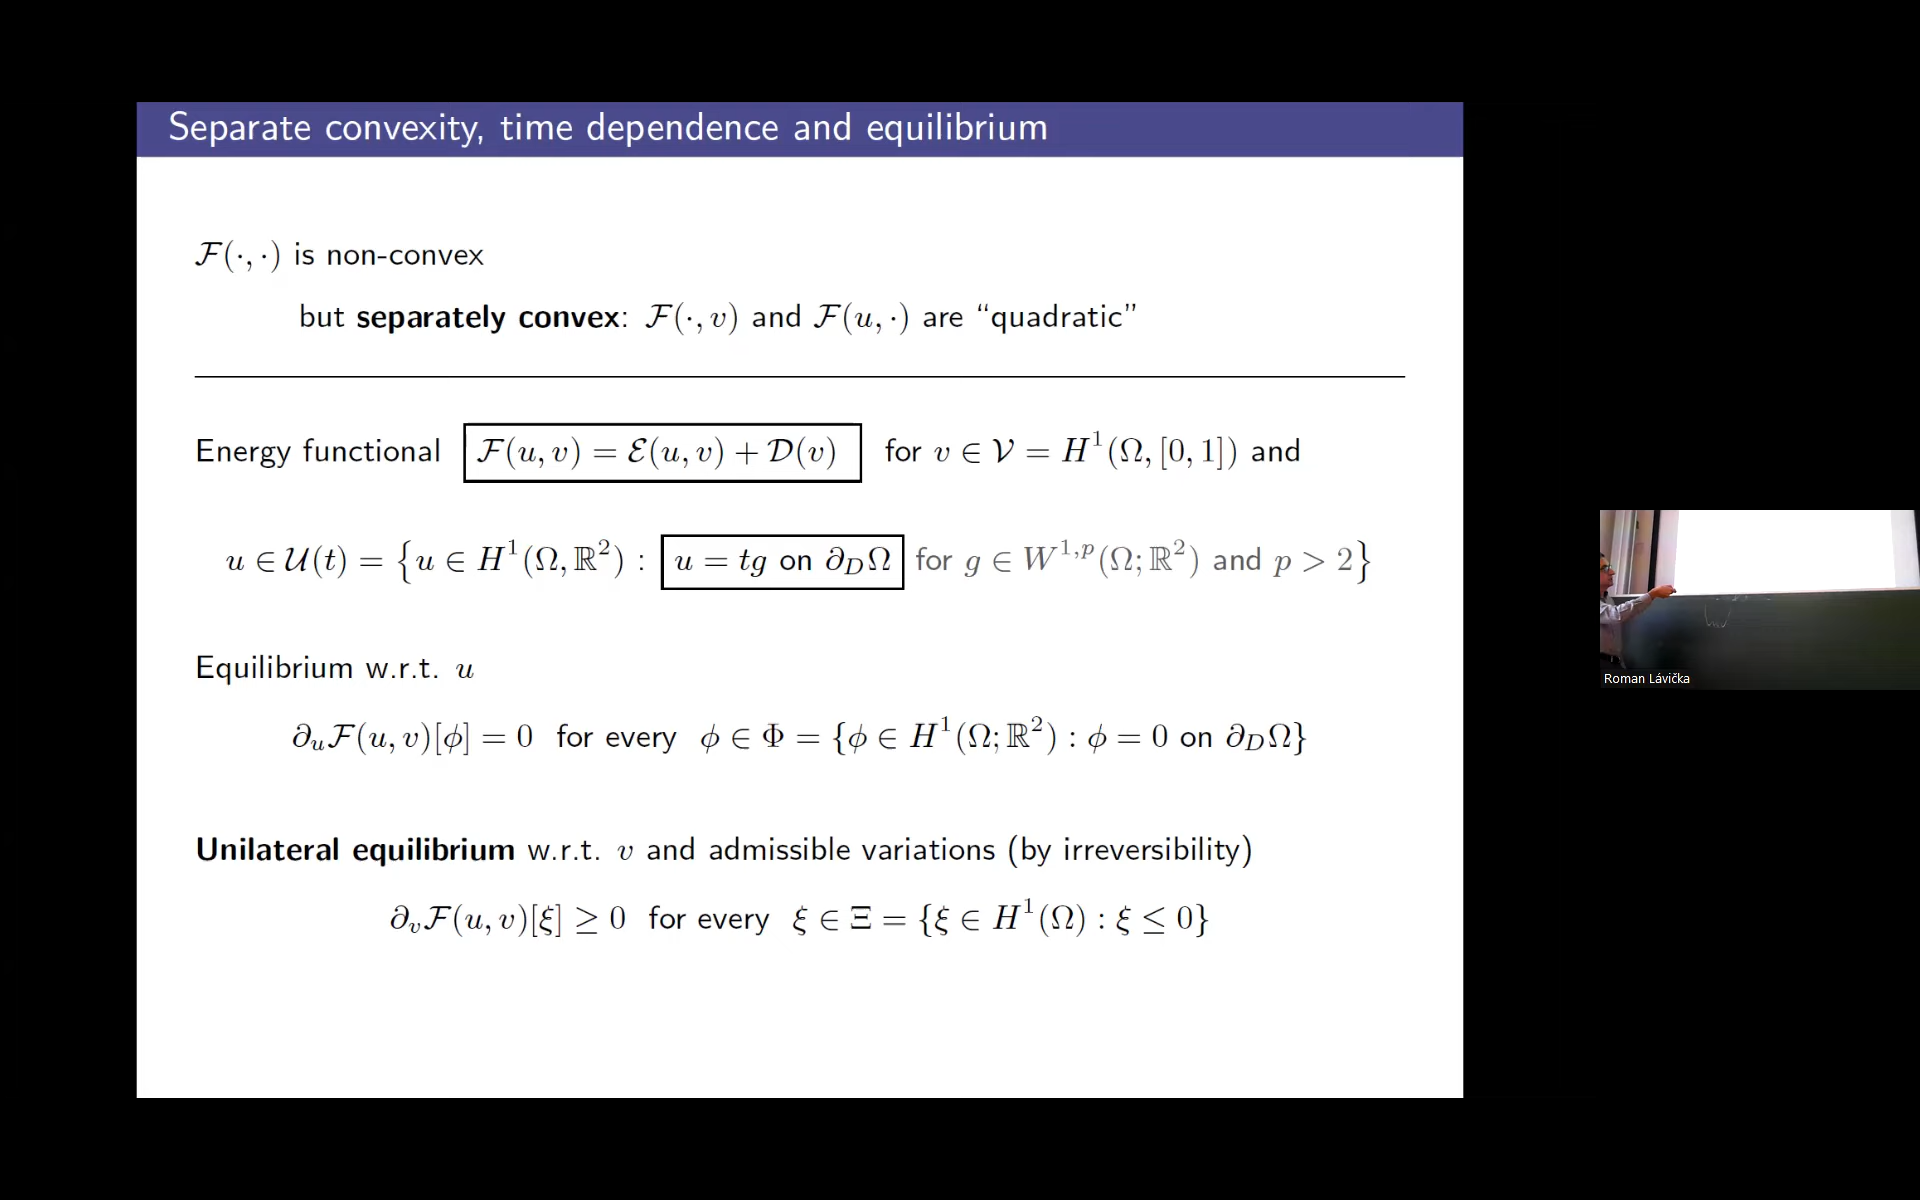 Separate convexity, time dependence and equilibrium
ℱ(·, ·) is non-convex
but separately convex: ℱ(·, v) and ℱ(u, ·) are “quadratic”
Energy functional ℱ(u, v) = ℰ(u, v) + 𝒟(v) for v ∈ 𝒱 = H¹(Ω, [0, 1]) and
u ∈ 𝒰(t) = {u ∈ H¹(Ω, ℝ²) : u = tg on ∂_DΩ for g ∈ W^{1,p}(Ω; ℝ²) and p > 2}
Equilibrium w.r.t. u
∂_uℱ(u, v)[ϕ] = 0 for every ϕ ∈ Φ = {ϕ ∈ H¹(Ω; ℝ²) : ϕ = 0 on ∂_DΩ}
Unilateral equilibrium w.r.t. v and admissible variations (by irreversibility)
∂_vℱ(u, v)[ξ] ≥ 0 for every ξ ∈ Ξ = {ξ ∈ H¹(Ω) : ξ ≤ 0}
Roman Lávička